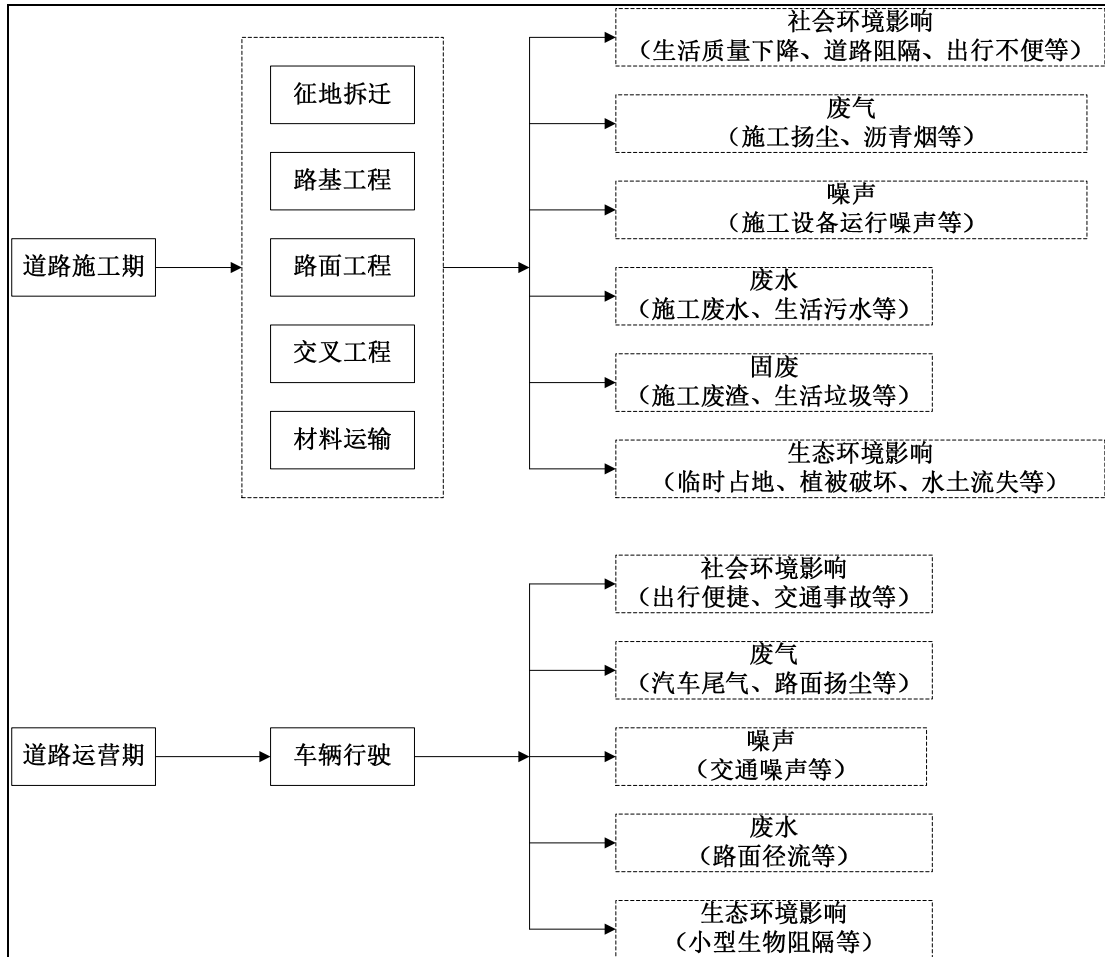 道路施工期
征地拆迁
路基工程
路面工程
交叉工程
材料运输
社会环境影响
（生活质量下降、道路阻隔、出行不便等）
废气
（施工扬尘、沥青烟等）
噪声
（施工设备运行噪声等）
废水
（施工废水、生活污水等）
固废
（施工废渣、生活垃圾等）
生态环境影响
（临时占地、植被破坏、水土流失等）
道路运营期
车辆行驶
社会环境影响
（出行便捷、交通事故等）
废气
（汽车尾气、路面扬尘等）
噪声
（交通噪声等）
废水
（路面径流等）
生态环境影响
（小型生物阻隔等）